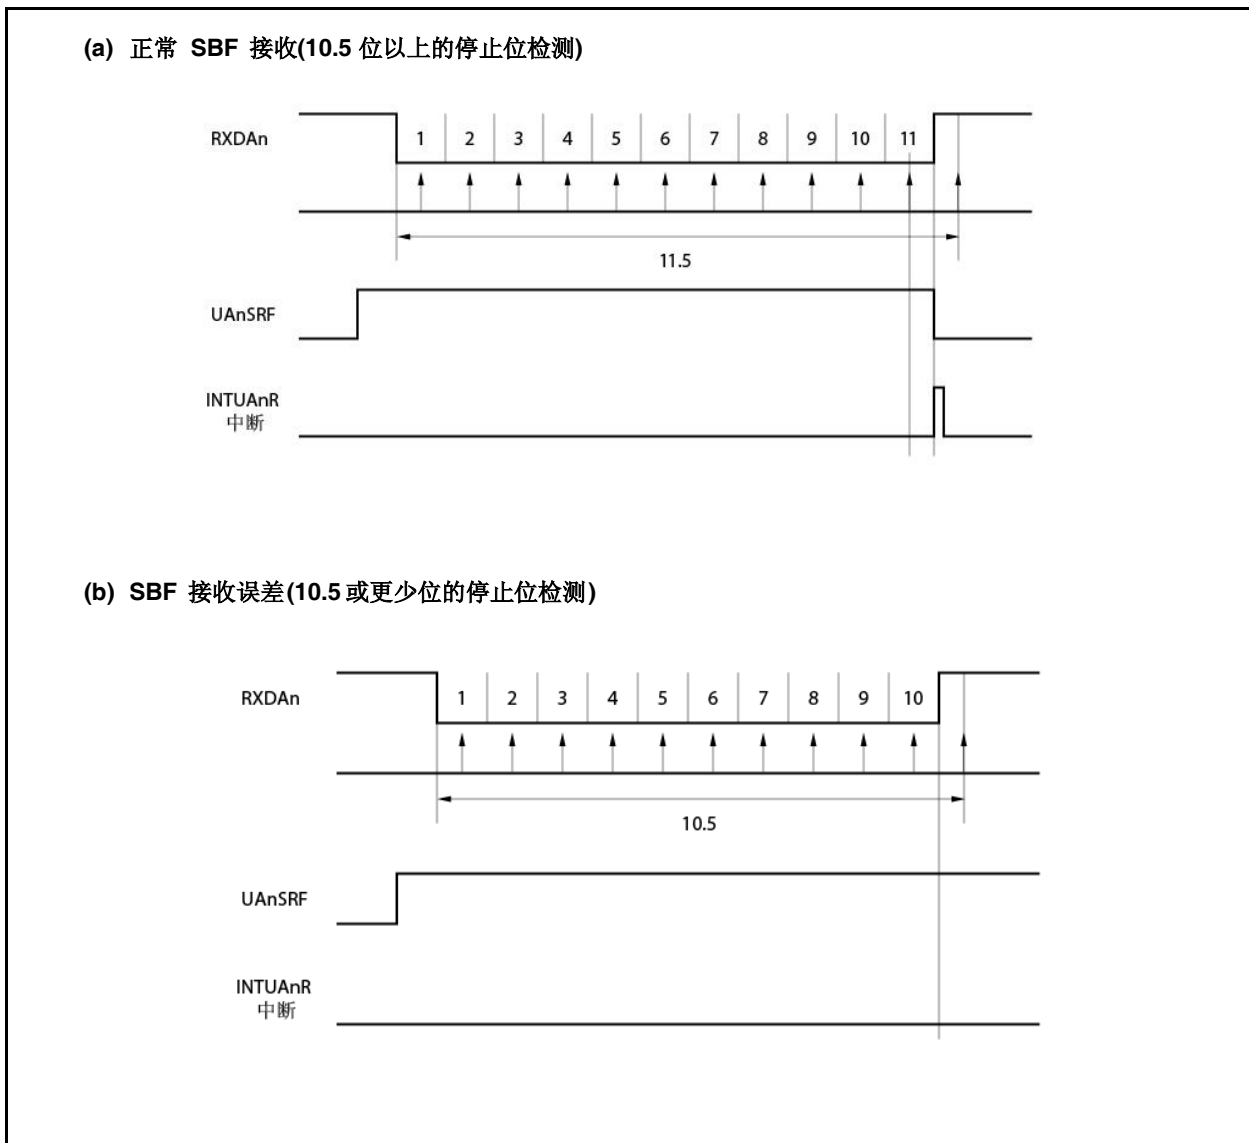 (a) 正常 SBF 接收(10.5 位以上的停止位检测)
RXDAn
1 2 3 4 5 6 7 8 9 10 11
11.5
UAnSRF
INTUAnR
中断
(b) SBF 接收误差(10.5 或更少位的停止位检测)
RXDAn
1 2 3 4 5 6 7 8 9 10
10.5
UAnSRF
INTUAnR
中断